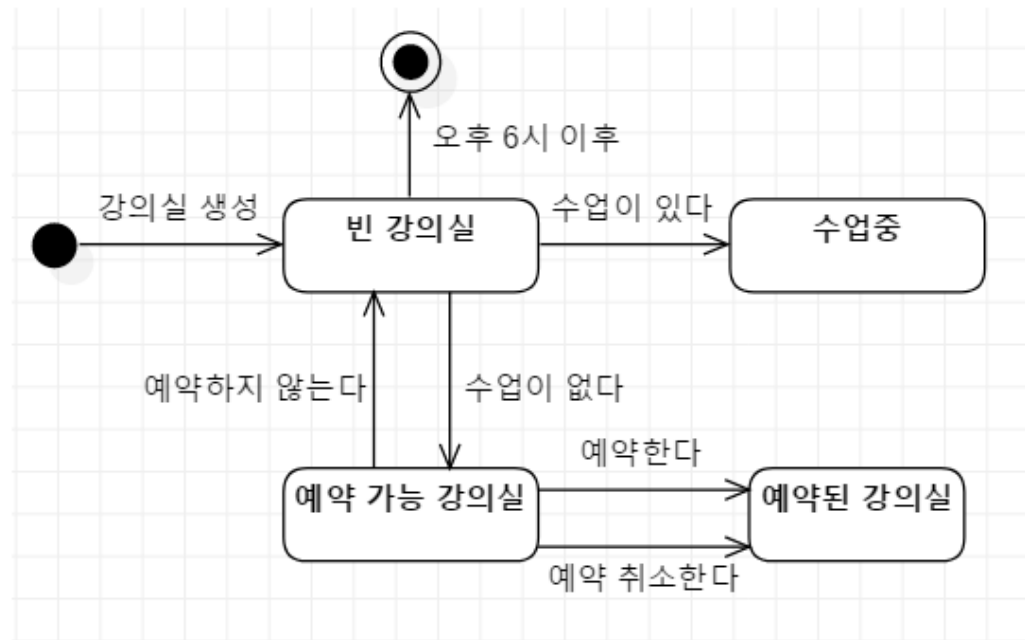 오후 6시 이후
강의실 생성
빈 강의실
수업이 있다
수업중
예약하지 않는다
수업이 없다
예약한다
예약 가능 강의실
예약된 강의실
예약 취소한다